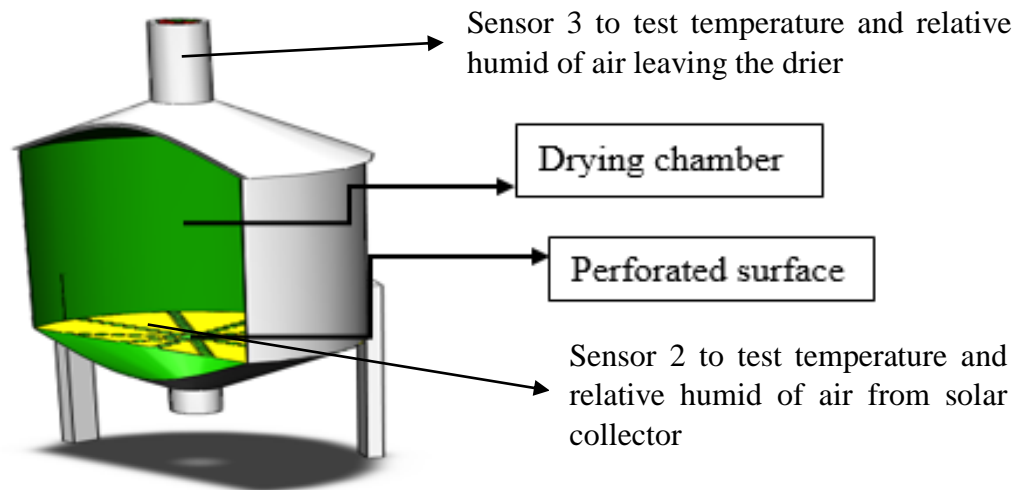 Sensor 3 to test temperature and relative
humid of air leaving the drier
Drying chamber
Perforated surface
Sensor 2 to test temperature and
relative humid of air from solar
collector